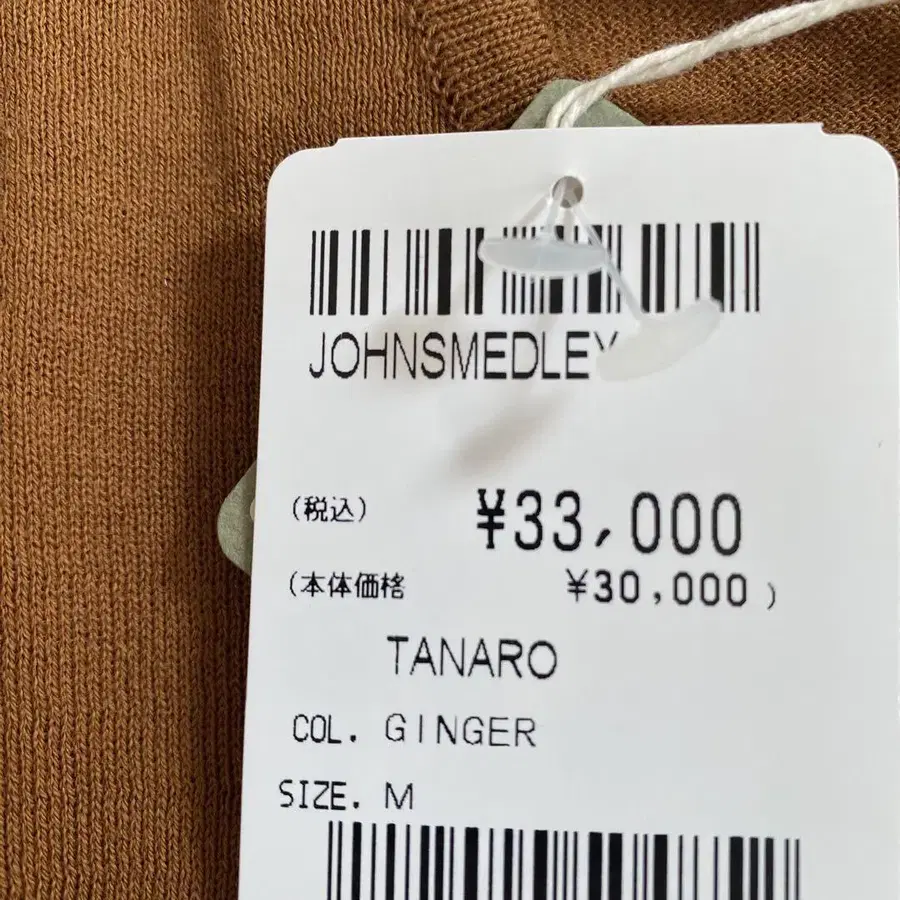 JOHNSMEDLEY
(税込) ¥33,000
(本体価格 ¥30,000)
TANARO
COL. GINGER
SIZE. M